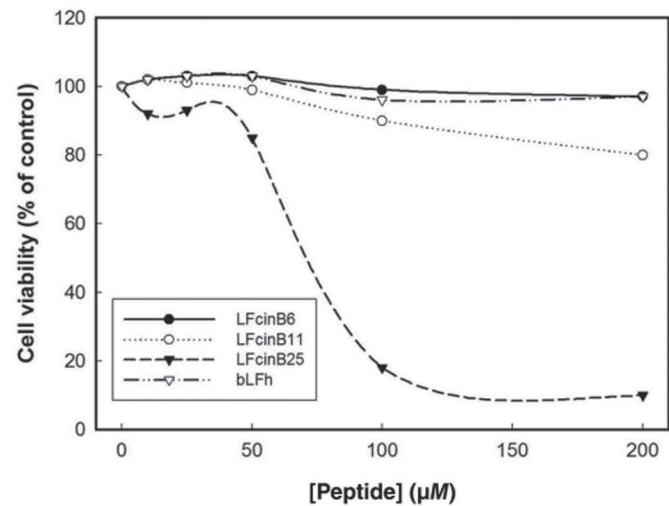 120
100
80
60
40
20
0
Cell viability (% of control)
LFcinB6
LFcinB11
LFcinB25
bLFh
0
50
100
150
200
[Peptide] (µM)